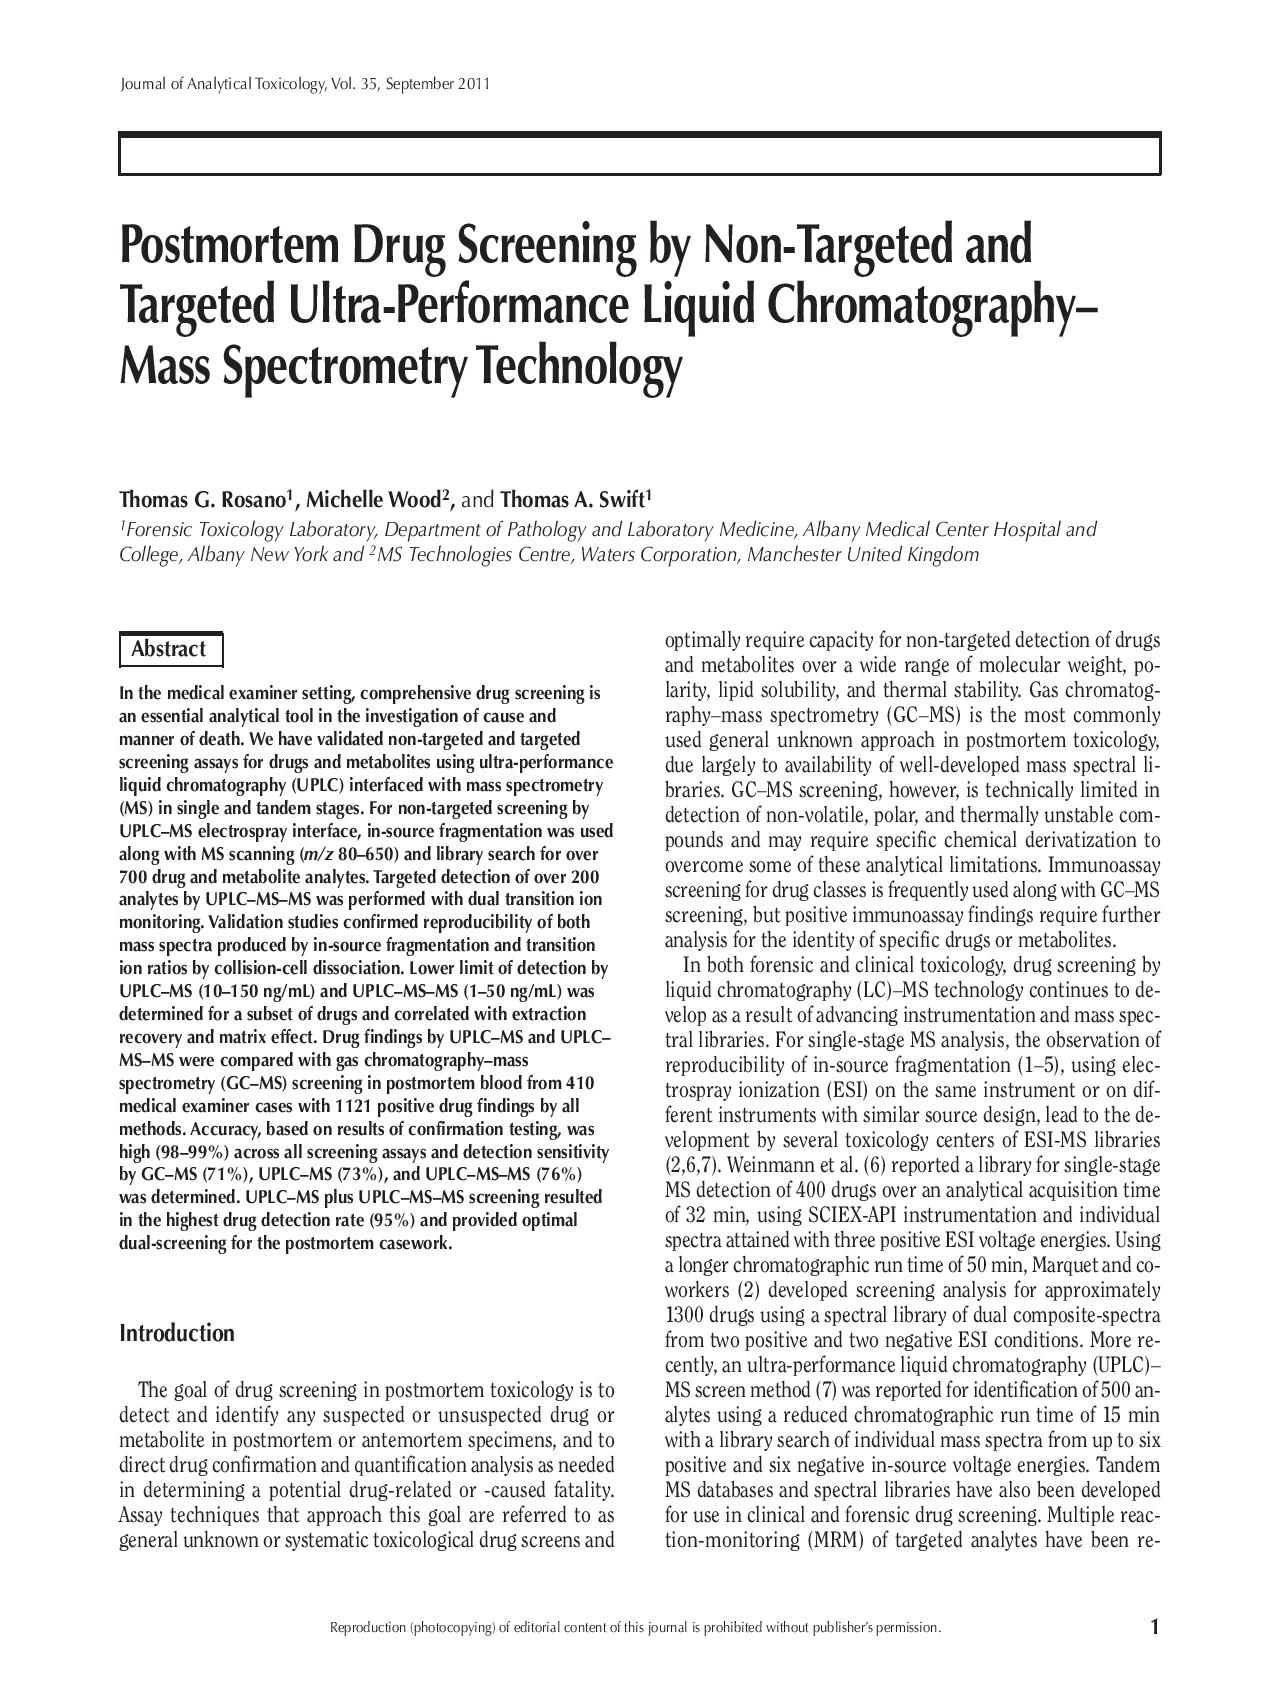 Journal of Analytical Toxicology, Vol. 35, September 2011
Postmortem Drug Screening by Non-Targeted and
Targeted Ultra-Performance Liquid Chromatography–
Mass Spectrometry Technology
Thomas G. Rosano1, Michelle Wood2, and Thomas A. Swift1
1Forensic Toxicology Laboratory, Department of Pathology and Laboratory Medicine, Albany Medical Center Hospital and
College, Albany New York and 2MS Technologies Centre, Waters Corporation, Manchester United Kingdom
Abstract
In the medical examiner setting, comprehensive drug screening is
an essential analytical tool in the investigation of cause and
manner of death. We have validated non-targeted and targeted
screening assays for drugs and metabolites using ultra-performance
liquid chromatography (UPLC) interfaced with mass spectrometry
(MS) in single and tandem stages. For non-targeted screening by
UPLC–MS electrospray interface, in-source fragmentation was used
along with MS scanning (m/z 80–650) and library search for over
700 drug and metabolite analytes. Targeted detection of over 200
analytes by UPLC–MS–MS was performed with dual transition ion
monitoring. Validation studies confirmed reproducibility of both
mass spectra produced by in-source fragmentation and transition
ion ratios by collision-cell dissociation. Lower limit of detection by
UPLC–MS (10–150 ng/mL) and UPLC–MS–MS (1–50 ng/mL) was
determined for a subset of drugs and correlated with extraction
recovery and matrix effect. Drug findings by UPLC–MS and UPLC–
MS–MS were compared with gas chromatography–mass
spectrometry (GC–MS) screening in postmortem blood from 410
medical examiner cases with 1121 positive drug findings by all
methods. Accuracy, based on results of confirmation testing, was
high (98–99%) across all screening assays and detection sensitivity
by GC–MS (71%), UPLC–MS (73%), and UPLC–MS–MS (76%)
was determined. UPLC–MS plus UPLC–MS–MS screening resulted
in the highest drug detection rate (95%) and provided optimal
dual-screening for the postmortem casework.
Introduction
The goal of drug screening in postmortem toxicology is to
detect and identify any suspected or unsuspected drug or
metabolite in postmortem or antemortem specimens, and to
direct drug confirmation and quantification analysis as needed
in determining a potential drug-related or -caused fatality.
Assay techniques that approach this goal are referred to as
general unknown or systematic toxicological drug screens and
optimally require capacity for non-targeted detection of drugs
and metabolites over a wide range of molecular weight, po-
larity, lipid solubility, and thermal stability. Gas chromatog-
raphy–mass spectrometry (GC–MS) is the most commonly
used general unknown approach in postmortem toxicology,
due largely to availability of well-developed mass spectral li-
braries. GC–MS screening, however, is technically limited in
detection of non-volatile, polar, and thermally unstable com-
pounds and may require specific chemical derivatization to
overcome some of these analytical limitations. Immunoassay
screening for drug classes is frequently used along with GC–MS
screening, but positive immunoassay findings require further
analysis for the identity of specific drugs or metabolites.
In both forensic and clinical toxicology, drug screening by
liquid chromatography (LC)–MS technology continues to de-
velop as a result of advancing instrumentation and mass spec-
tral libraries. For single-stage MS analysis, the observation of
reproducibility of in-source fragmentation (1–5), using elec-
trospray ionization (ESI) on the same instrument or on dif-
ferent instruments with similar source design, lead to the de-
velopment by several toxicology centers of ESI-MS libraries
(2,6,7). Weinmann et al. (6) reported a library for single-stage
MS detection of 400 drugs over an analytical acquisition time
of 32 min, using SCIEX-API instrumentation and individual
spectra attained with three positive ESI voltage energies. Using
a longer chromatographic run time of 50 min, Marquet and co-
workers (2) developed screening analysis for approximately
1300 drugs using a spectral library of dual composite-spectra
from two positive and two negative ESI conditions. More re-
cently, an ultra-performance liquid chromatography (UPLC)–
MS screen method (7) was reported for identification of 500 an-
alytes using a reduced chromatographic run time of 15 min
with a library search of individual mass spectra from up to six
positive and six negative in-source voltage energies. Tandem
MS databases and spectral libraries have also been developed
for use in clinical and forensic drug screening. Multiple reac-
tion-monitoring (MRM) of targeted analytes have been re-
Reproduction (photocopying) of editorial content of this journal is prohibited without publisher's permission.
1